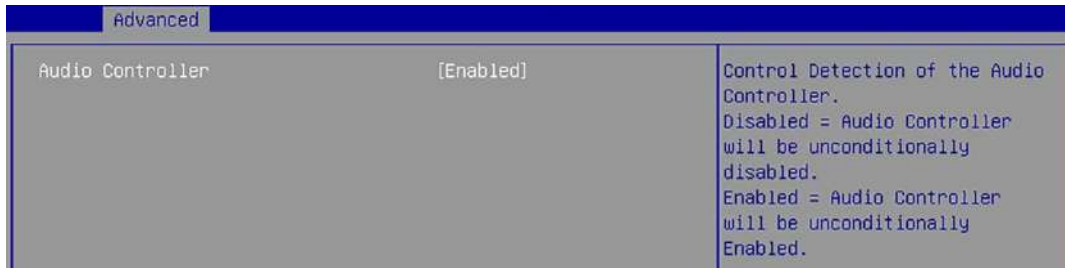 Advanced
Audio Controller [Enabled]
Control Detection of the Audio
Controller.
Disabled = Audio Controller
will be unconditionally
disabled.
Enabled = Audio Controller
will be unconditionally
Enabled.